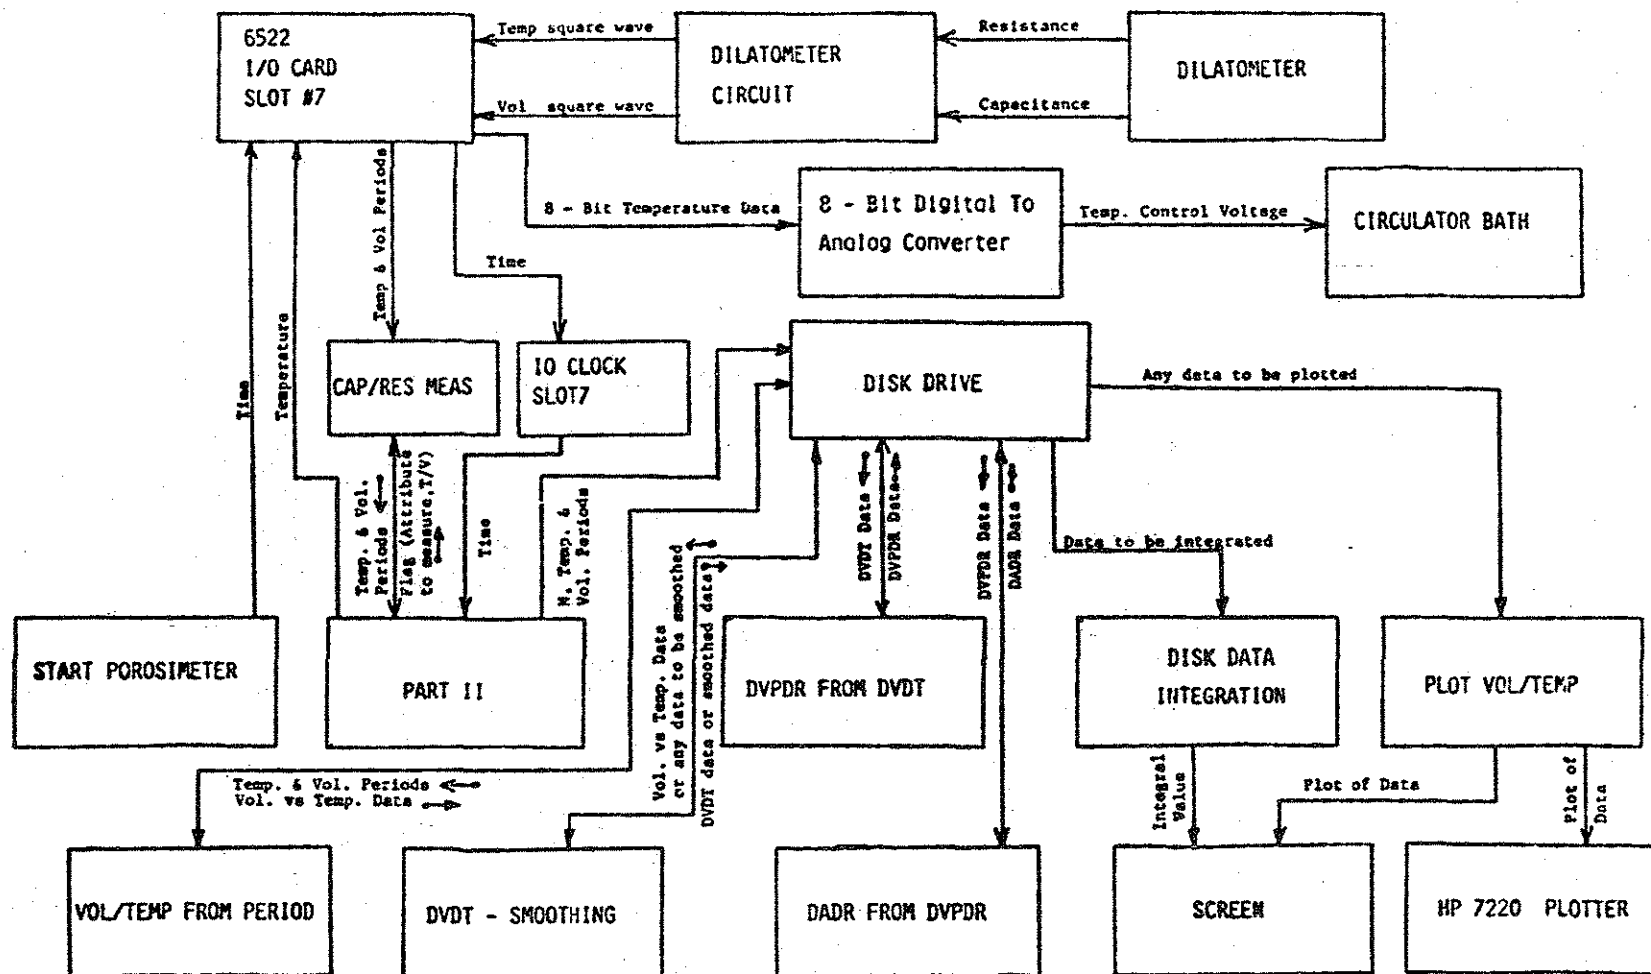 6522
I/O CARD
SLOT #7
Temp square wave
Vol square wave
DILATOMETER
CIRCUIT
Resistance
Capacitance
DILATOMETER
8 - Bit Temperature Data
8 - Bit Digital To
Analog Converter
Temp. Control Voltage
CIRCULATOR BATH
Time
Temperature
Temp & Vol Periods
Time
CAP/RES MEAS
IO CLOCK
SLOT7
DISK DRIVE
Any data to be plotted
Temp. & Vol.
Periods
Flag (Attribute
to measure,T/V)
Time
N. Temp. &
Vol. Periods
Vol. vs Temp. Data
or any data to be smoothed
DVDT data or smoothed data
DVDT Data
DVPDR Data
DVPDR Data
DADR Data
Data to be integrated
START POROSIMETER
PART II
DVPDR FROM DVDT
DISK DATA
INTEGRATION
PLOT VOL/TEMP
Temp. & Vol. Periods
Vol. vs Temp. Data
Integral
Value
Plot of Data
Plot of
Data
VOL/TEMP FROM PERIOD
DVDT - SMOOTHING
DADR FROM DVPDR
SCREEN
HP 7220 PLOTTER